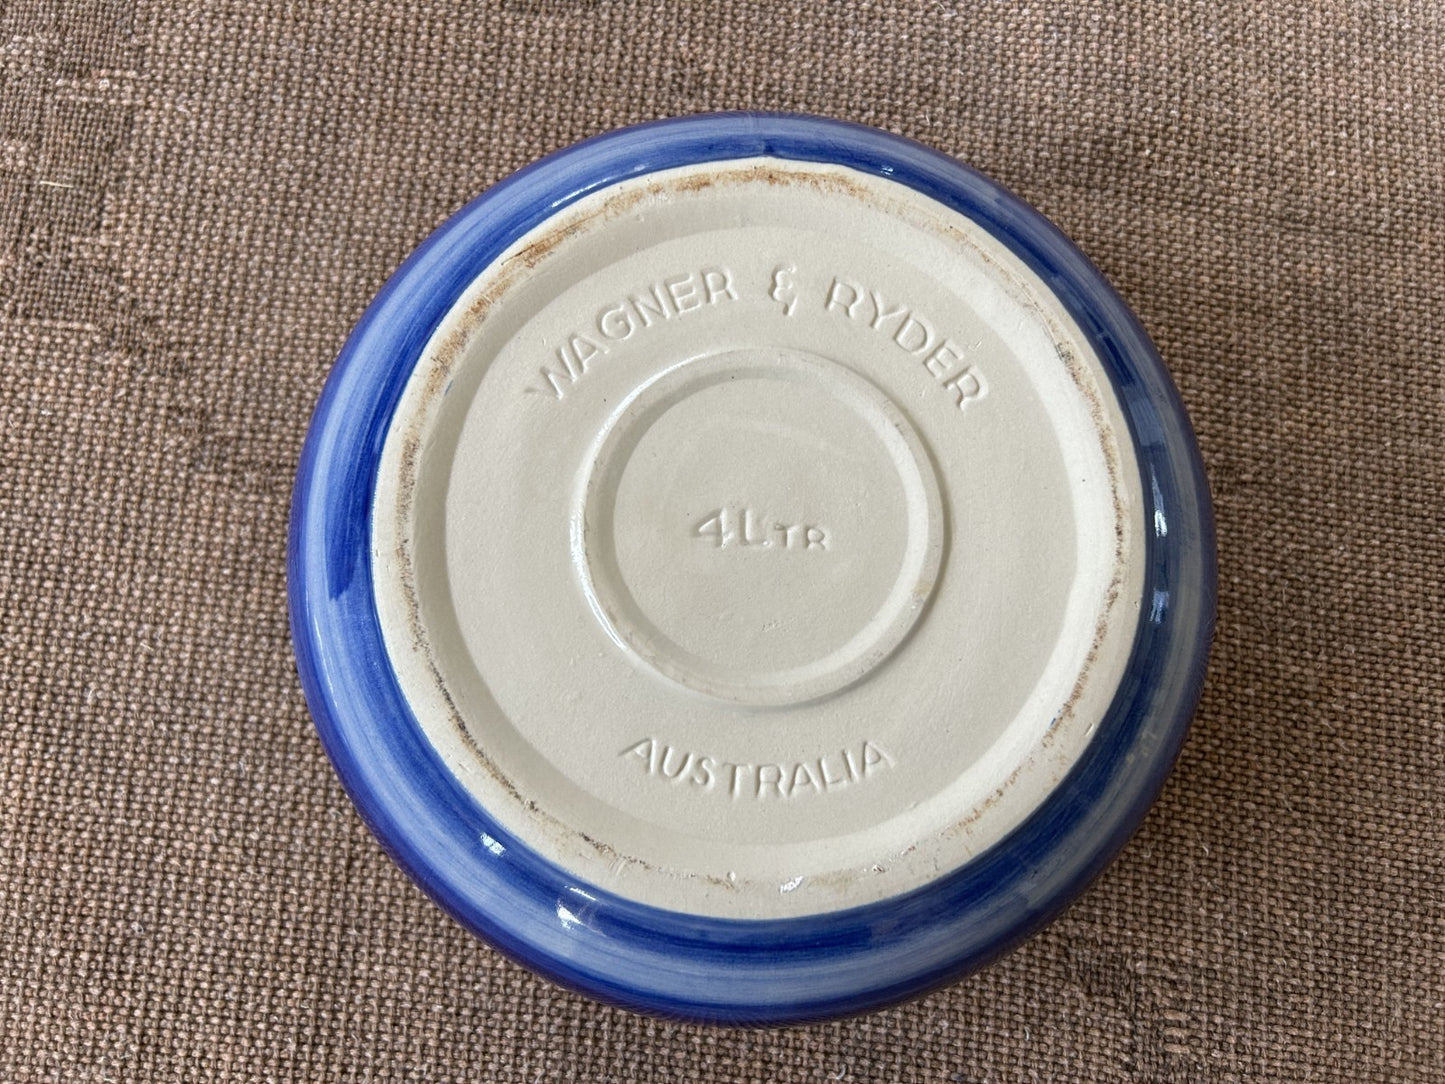 WAGNER & RYDER
4LTR
AUSTRALIA